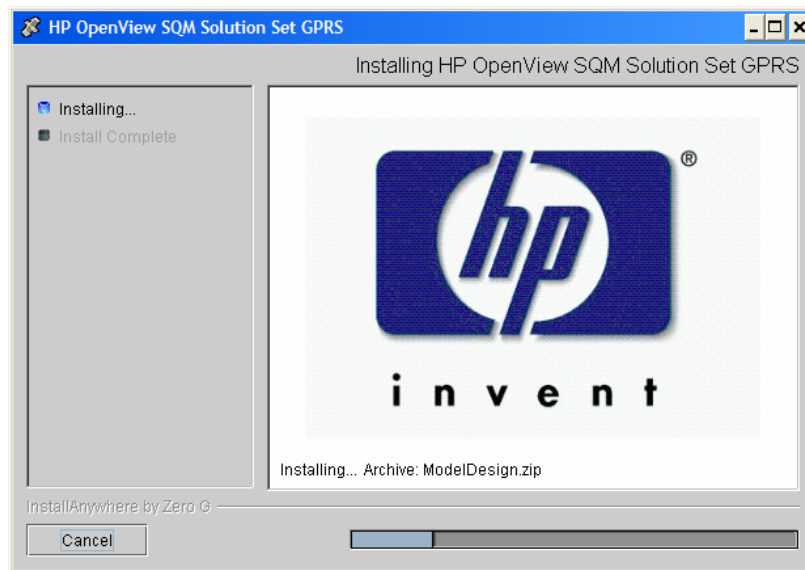 HP OpenView SQM Solution Set GPRS
Installing HP OpenView SQM Solution Set GPRS
Installing...
Install Complete
hp
®
invent
Installing... Archive: ModelDesign.zip
InstallAnywhere by Zero G
Cancel